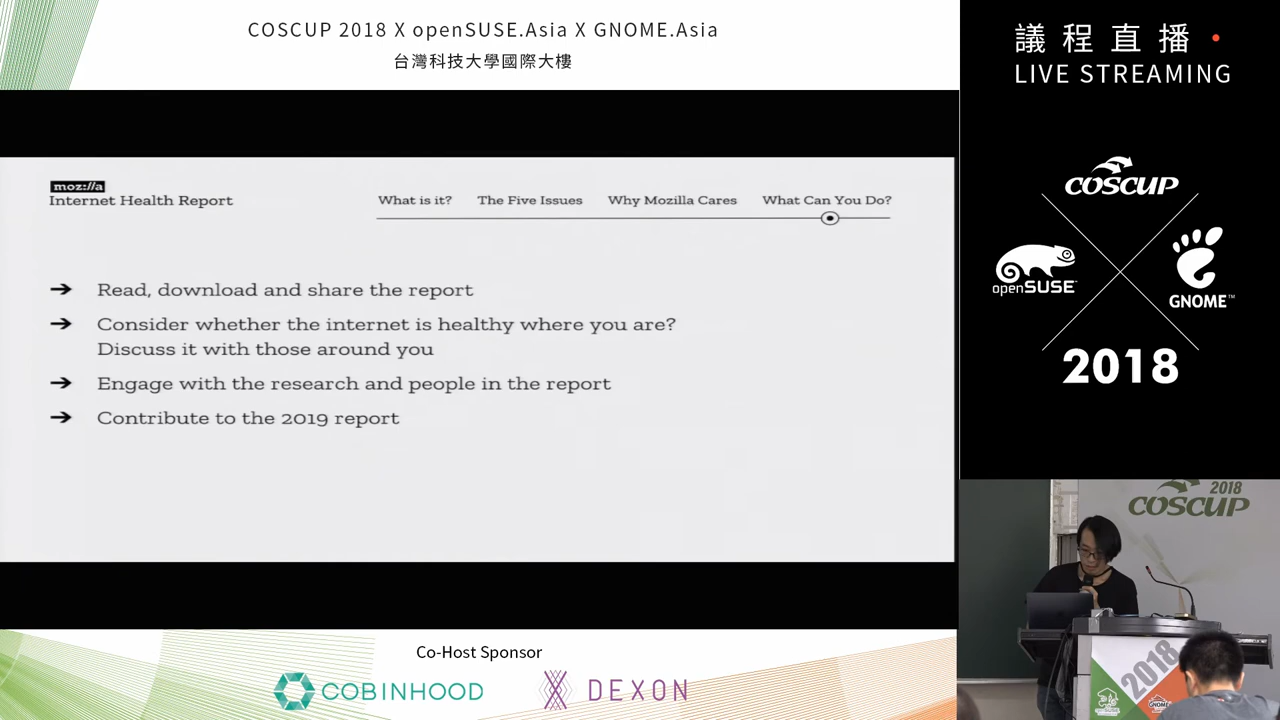 COSCUP 2018 X openSUSE.Asia X GNOME.Asia
台灣科技大學國際大樓
議程直播
LIVE STREAMING
moz://a
Internet Health Report
What is it?
The Five Issues
Why Mozilla Cares
What Can You Do?
➔ Read, download and share the report
➔ Consider whether the internet is healthy where you are?
Discuss it with those around you
➔ Engage with the research and people in the report
➔ Contribute to the 2019 report
COSCUP
openSUSE
GNOME™
2018
2018
COSCUP
2018
GNOME
Co-Host Sponsor
COBINHOOD
DEXON